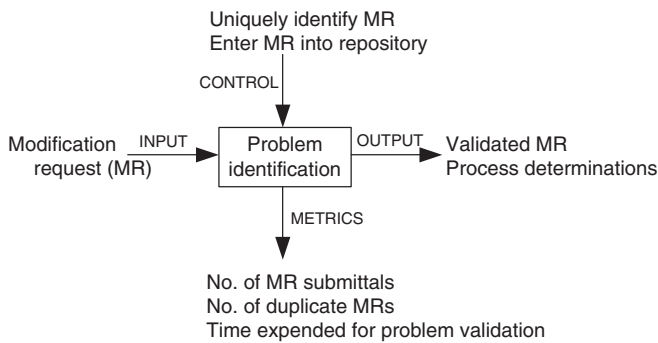 Uniquely identify MR
Enter MR into repository
CONTROL
Modification
request (MR)
INPUT
Problem
identification
OUTPUT
Validated MR
Process determinations
METRICS
No. of MR submittals
No. of duplicate MRs
Time expended for problem validation